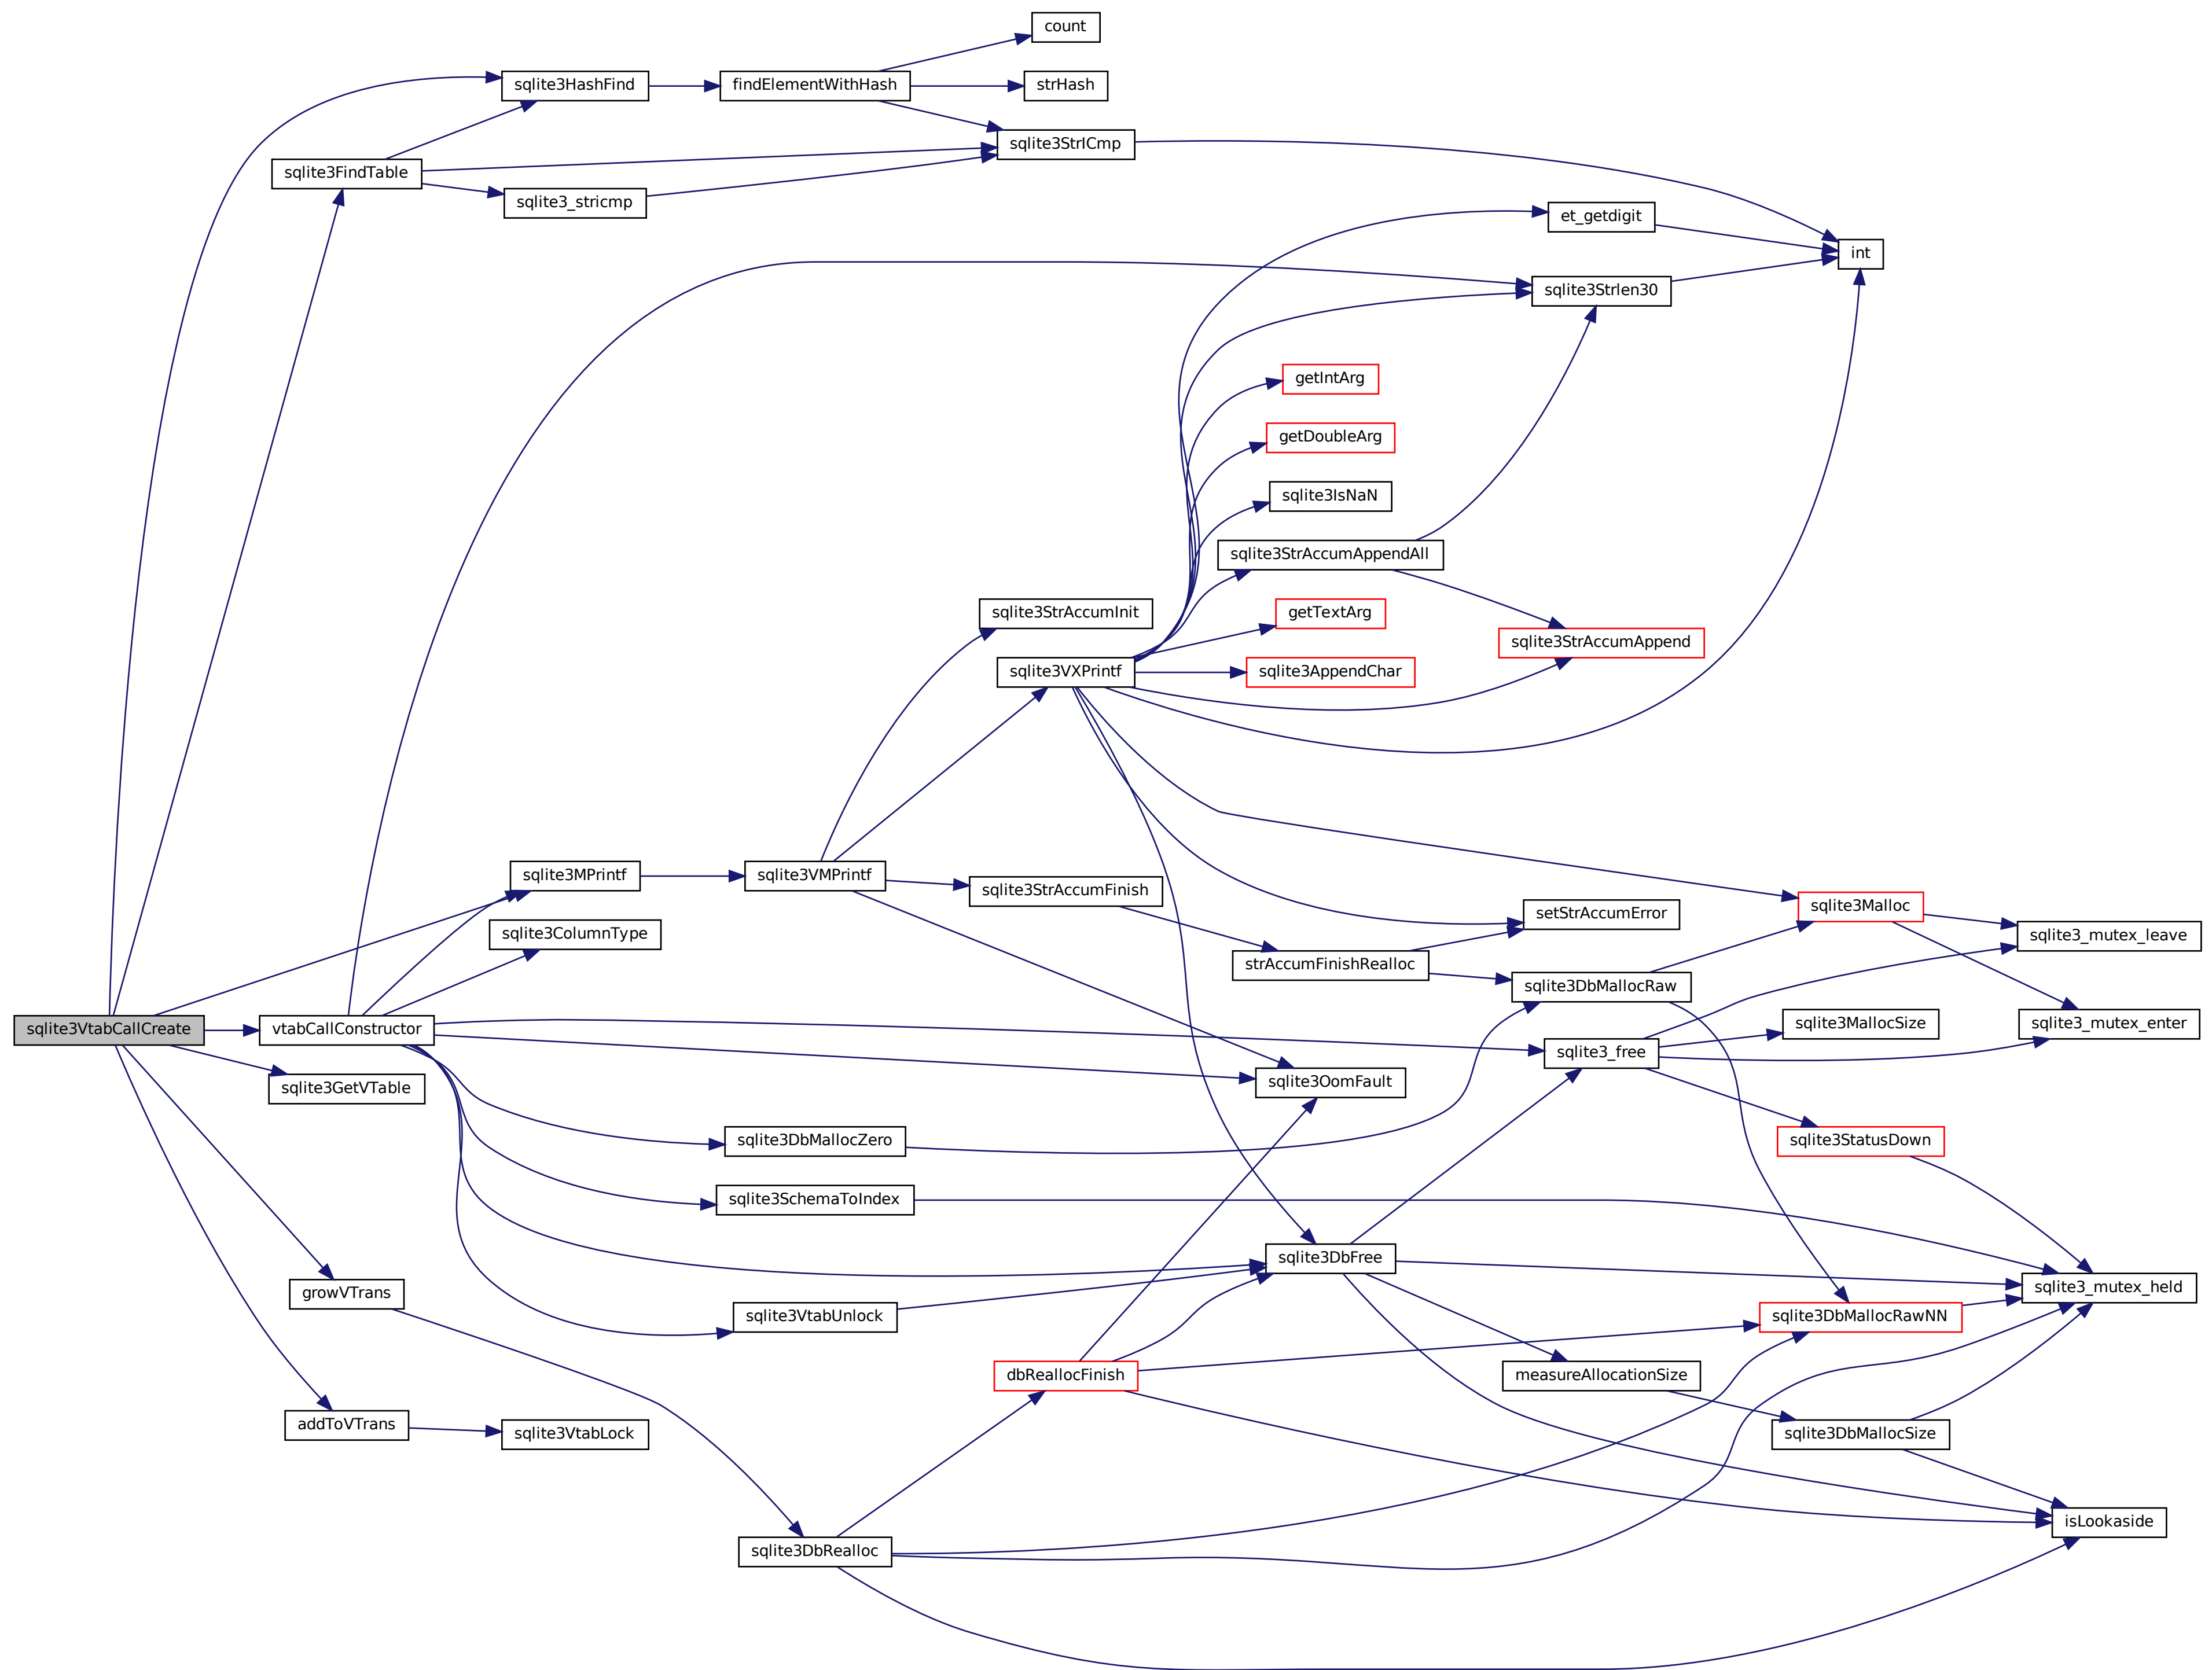 count
sqlite3HashFind
findElementWithHash
strHash
sqlite3StrICmp
sqlite3FindTable
sqlite3_stricmp
et_getdigit
int
sqlite3Strlen30
getIntArg
getDoubleArg
sqlite3IsNaN
sqlite3StrAccumAppendAll
sqlite3StrAccumInit
getTextArg
sqlite3StrAccumAppend
sqlite3VXPrintf
sqlite3AppendChar
sqlite3MPrintf
sqlite3VMPrintf
sqlite3StrAccumFinish
sqlite3Malloc
setStrAccumError
sqlite3ColumnType
sqlite3_mutex_leave
strAccumFinishRealloc
sqlite3DbMallocRaw
sqlite3VtabCallCreate
vtabCallConstructor
sqlite3MallocSize
sqlite3_mutex_enter
sqlite3_free
sqlite3GetVTable
sqlite3OomFault
sqlite3DbMallocZero
sqlite3StatusDown
sqlite3SchemaToIndex
sqlite3DbFree
growVTrans
sqlite3_mutex_held
sqlite3VtabUnlock
sqlite3DbMallocRawNN
dbReallocFinish
measureAllocationSize
addToVTrans
sqlite3VtabLock
sqlite3DbMallocSize
isLookaside
sqlite3DbRealloc